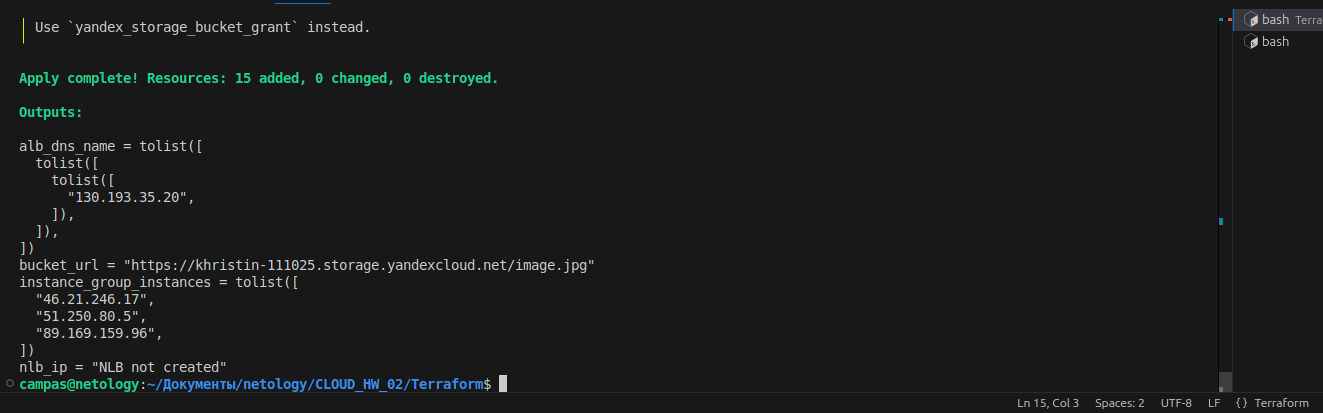 Use `yandex_storage_bucket_grant` instead.
Apply complete! Resources: 15 added, 0 changed, 0 destroyed.
Outputs:
alb_dns_name = tolist([
  tolist([
    tolist([
      "130.193.35.20",
    ]),
  ]),
])
bucket_url = "https://khristin-111025.storage.yandexcloud.net/image.jpg"
instance_group_instances = tolist([
  "46.21.246.17",
  "51.250.80.5",
  "89.169.159.96",
])
nlb_ip = "NLB not created"
campas@netology:~/Документы/netology/CLOUD_HW_02/Terraform$
bash Terra
bash
Ln 15, Col 3 Spaces: 2 UTF-8 LF {} Terraform